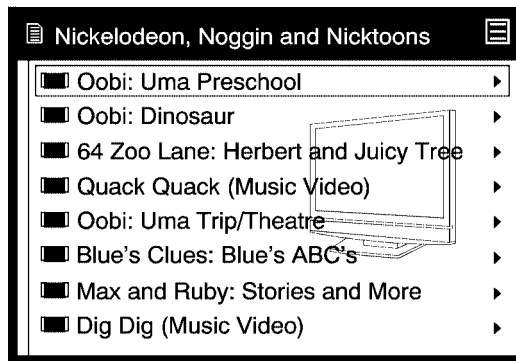 Nickelodeon, Noggin and Nicktoons
Oobi: Uma Preschool
Oobi: Dinosaur
64 Zoo Lane: Herbert and Juicy Tree
Quack Quack (Music Video)
Oobi: Uma Trip/Theatre
Blue's Clues: Blue's ABC's
Max and Ruby: Stories and More
Dig Dig (Music Video)